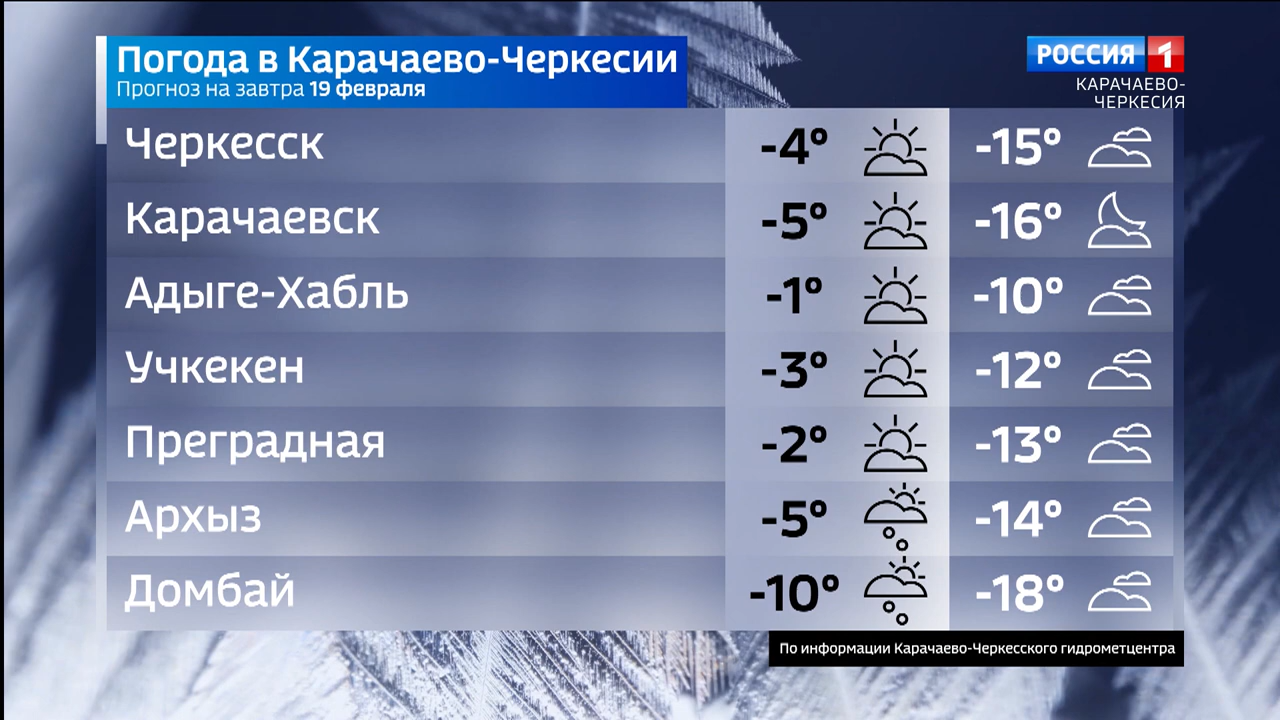 Погода в Карачаево-Черкесии
Прогноз на завтра 19 февраля
РОССИЯ 1
КАРАЧАЕВО-
ЧЕРКЕСИЯ
Черкесск -4° -15°
Карачаевск -5° -16°
Адыге-Хабль -1° -10°
Учкекен -3° -12°
Преградная -2° -13°
Архыз -5° -14°
Домбай -10° -18°
По информации Карачаево-Черкесского гидрометцентра